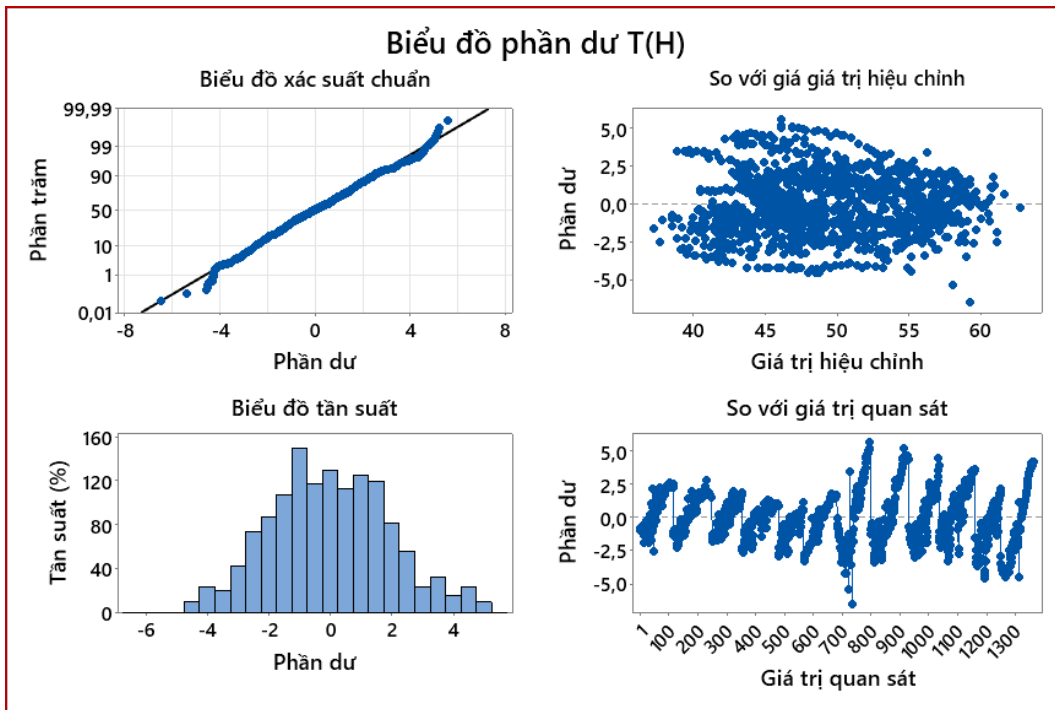 Biểu đồ phần dư T(H)
Biểu đồ xác suất chuẩn
99,99
99
90
50
10
1
0,01
Phần trăm
-8 -4 0 4 8
Phần dư
So với giá giá trị hiệu chỉnh
5,0
2,5
0,0
-2,5
-5,0
Phần dư
40 45 50 55 60
Giá trị hiệu chỉnh
Biểu đồ tần suất
160
120
80
40
0
Tần suất (%)
-6 -4 -2 0 2 4
Phần dư
So với giá trị quan sát
5,0
2,5
0,0
-2,5
-5,0
Phần dư
1 100 200 300 400 500 600 700 800 900 1000 1100 1200 1300
Giá trị quan sát